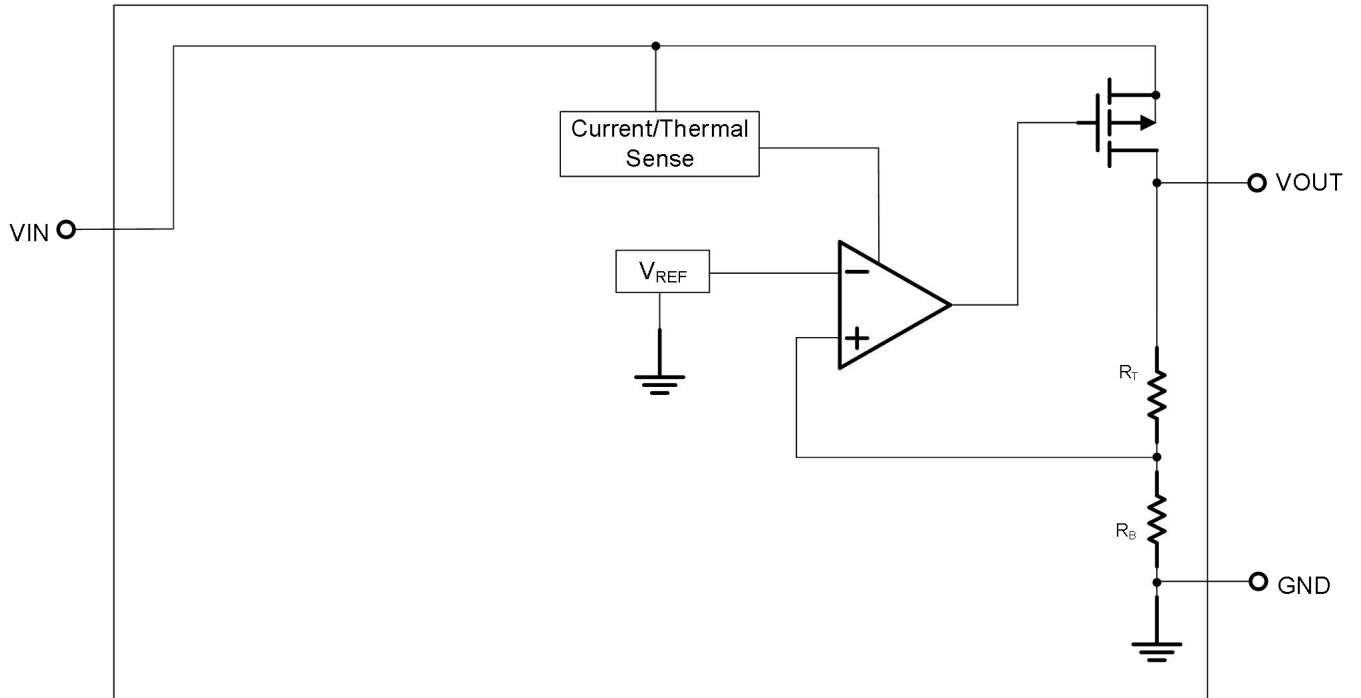 Current/Thermal
Sense
VOUT
VIN
VREF
−
+
RT
RB
GND